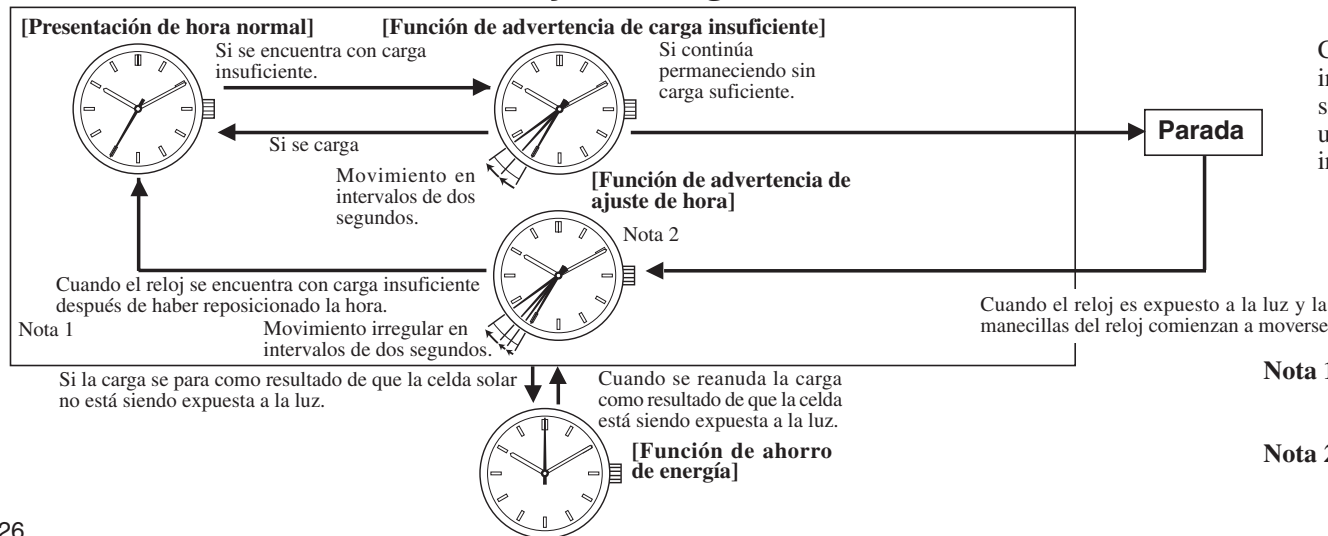 [Presentación de hora normal]
[Función de advertencia de carga insuficiente]
Si se encuentra con carga
insuficiente.
Si continúa
permaneciendo sin
carga suficiente.
Si se carga
Parada
Movimiento en
intervalos de dos
segundos.
[Función de advertencia de
ajuste de hora]
Nota 2
Cuando el reloj se encuentra con carga insuficiente
después de haber reposicionado la hora.
Nota 1
Movimiento irregular en
intervalos de dos segundos.
Cuando el reloj es expuesto a la luz y la
manecillas del reloj comienzan a moverse
Si la carga se para como resultado de que la celda solar
no está siendo expuesta a la luz.
Cuando se reanuda la carga
como resultado de que la celda
está siendo expuesta a la luz.
[Función de ahorro
de energía]
Nota 1
Nota 2
26